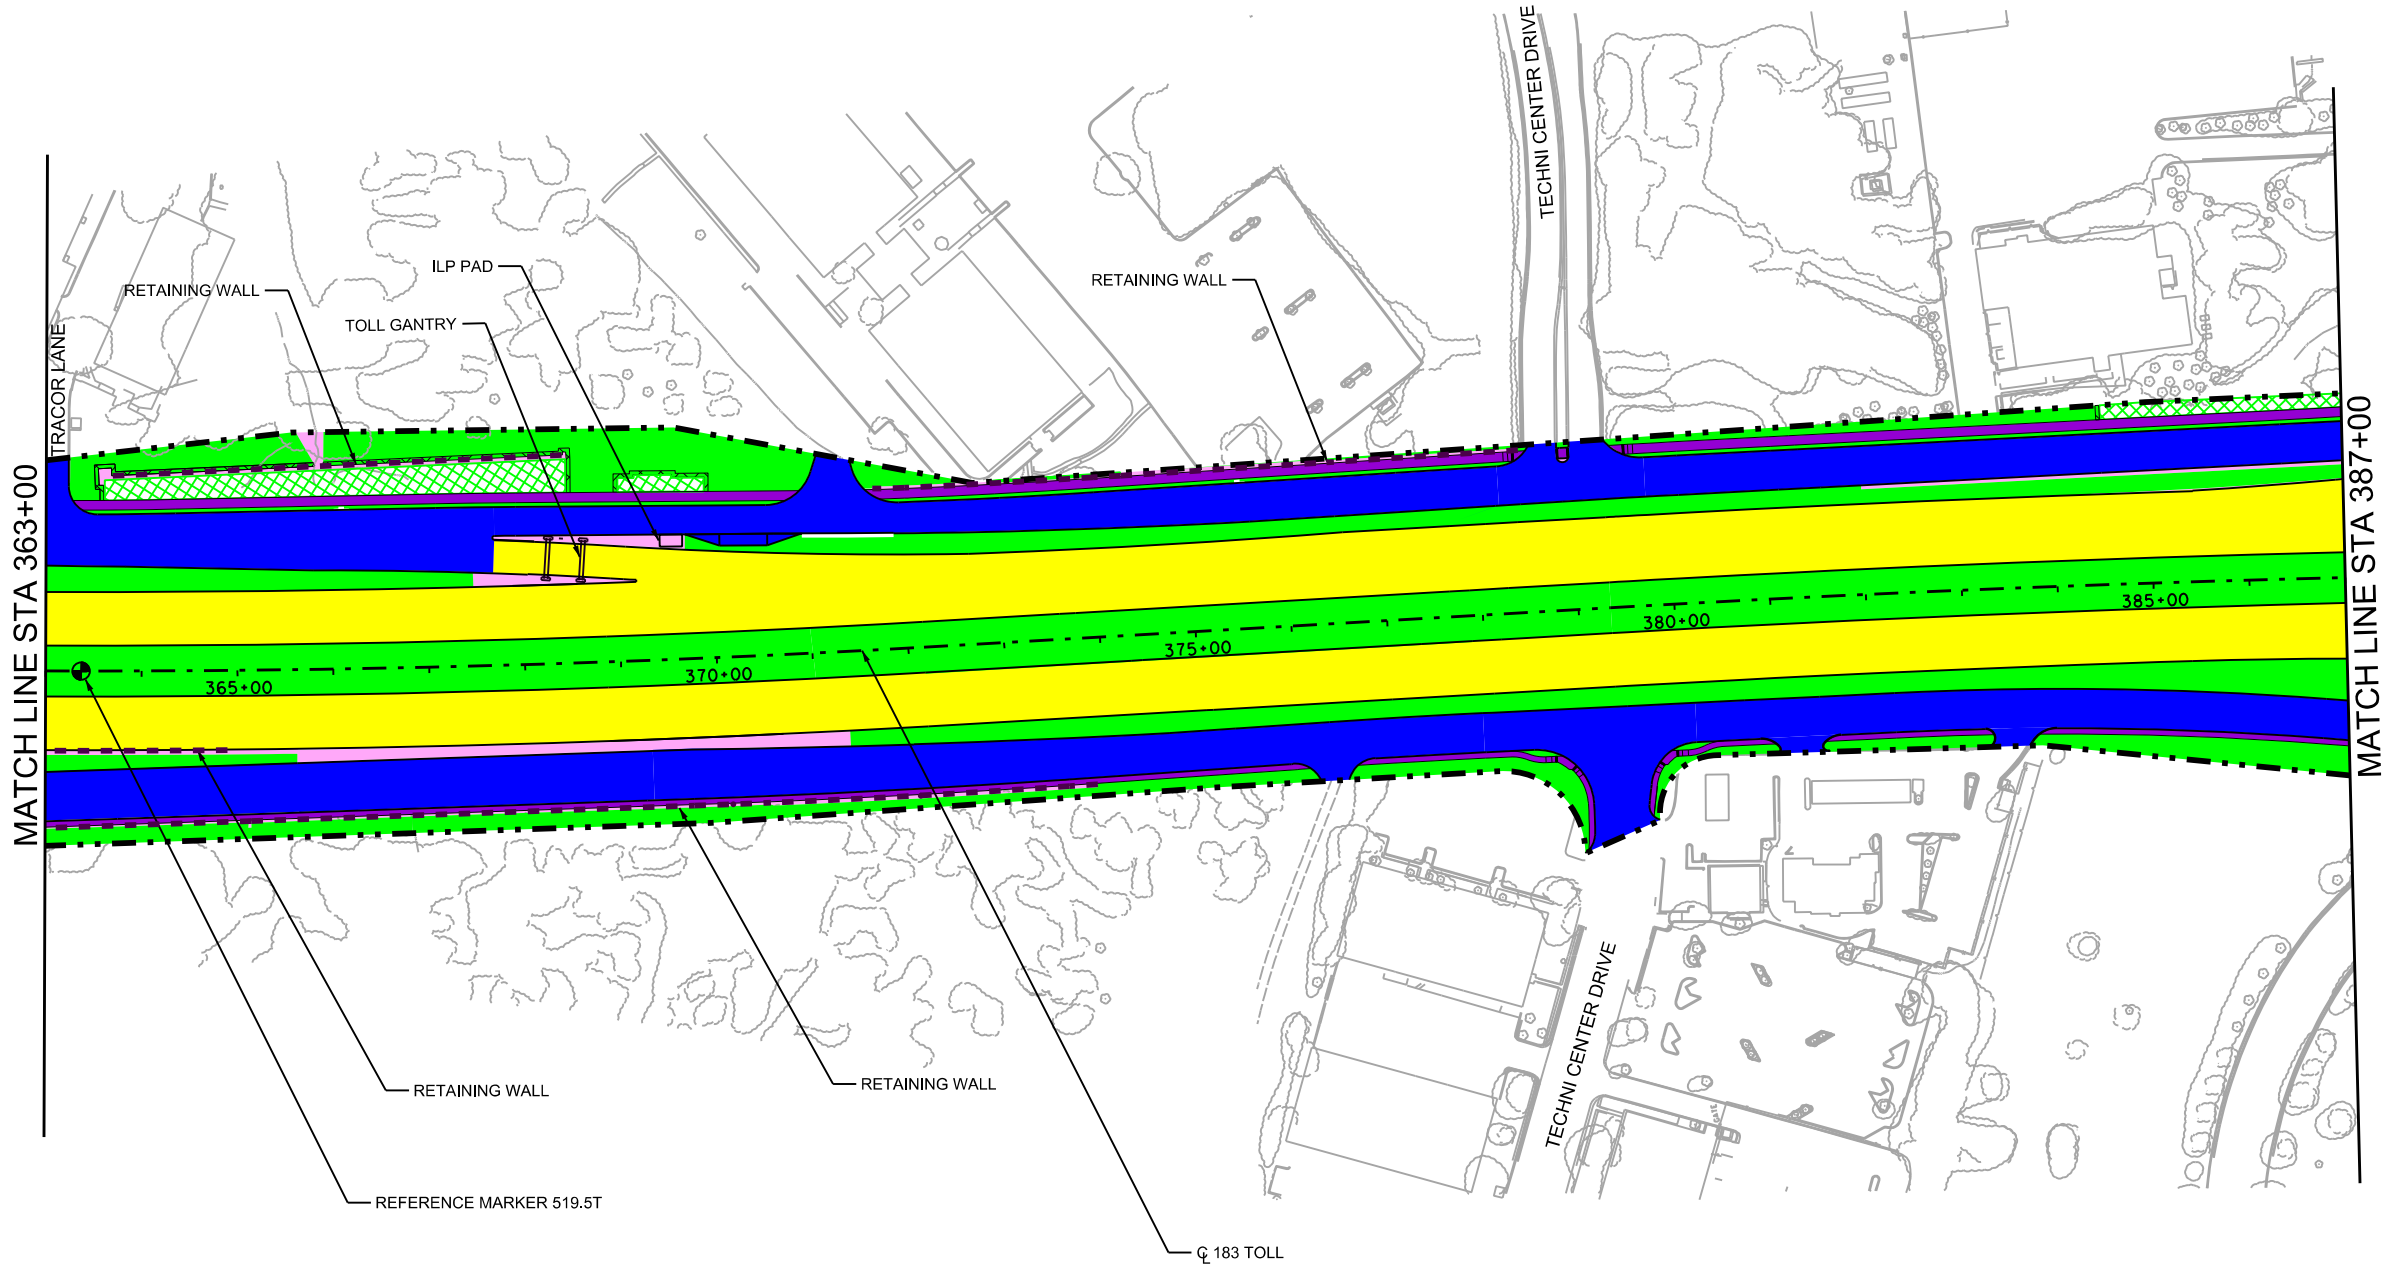 TECHNI CENTER DRIVE
ILP PAD
RETAINING WALL
RETAINING WALL
TOLL GANTRY
TRACOR LANE
MATCH LINE STA 363+00
MATCH LINE STA 387+00
385+00
380+00
375+00
370+00
365+00
TECHNI CENTER DRIVE
RETAINING WALL
RETAINING WALL
GATE
REFERENCE MARKER 519.5T
℄ 183 TOLL